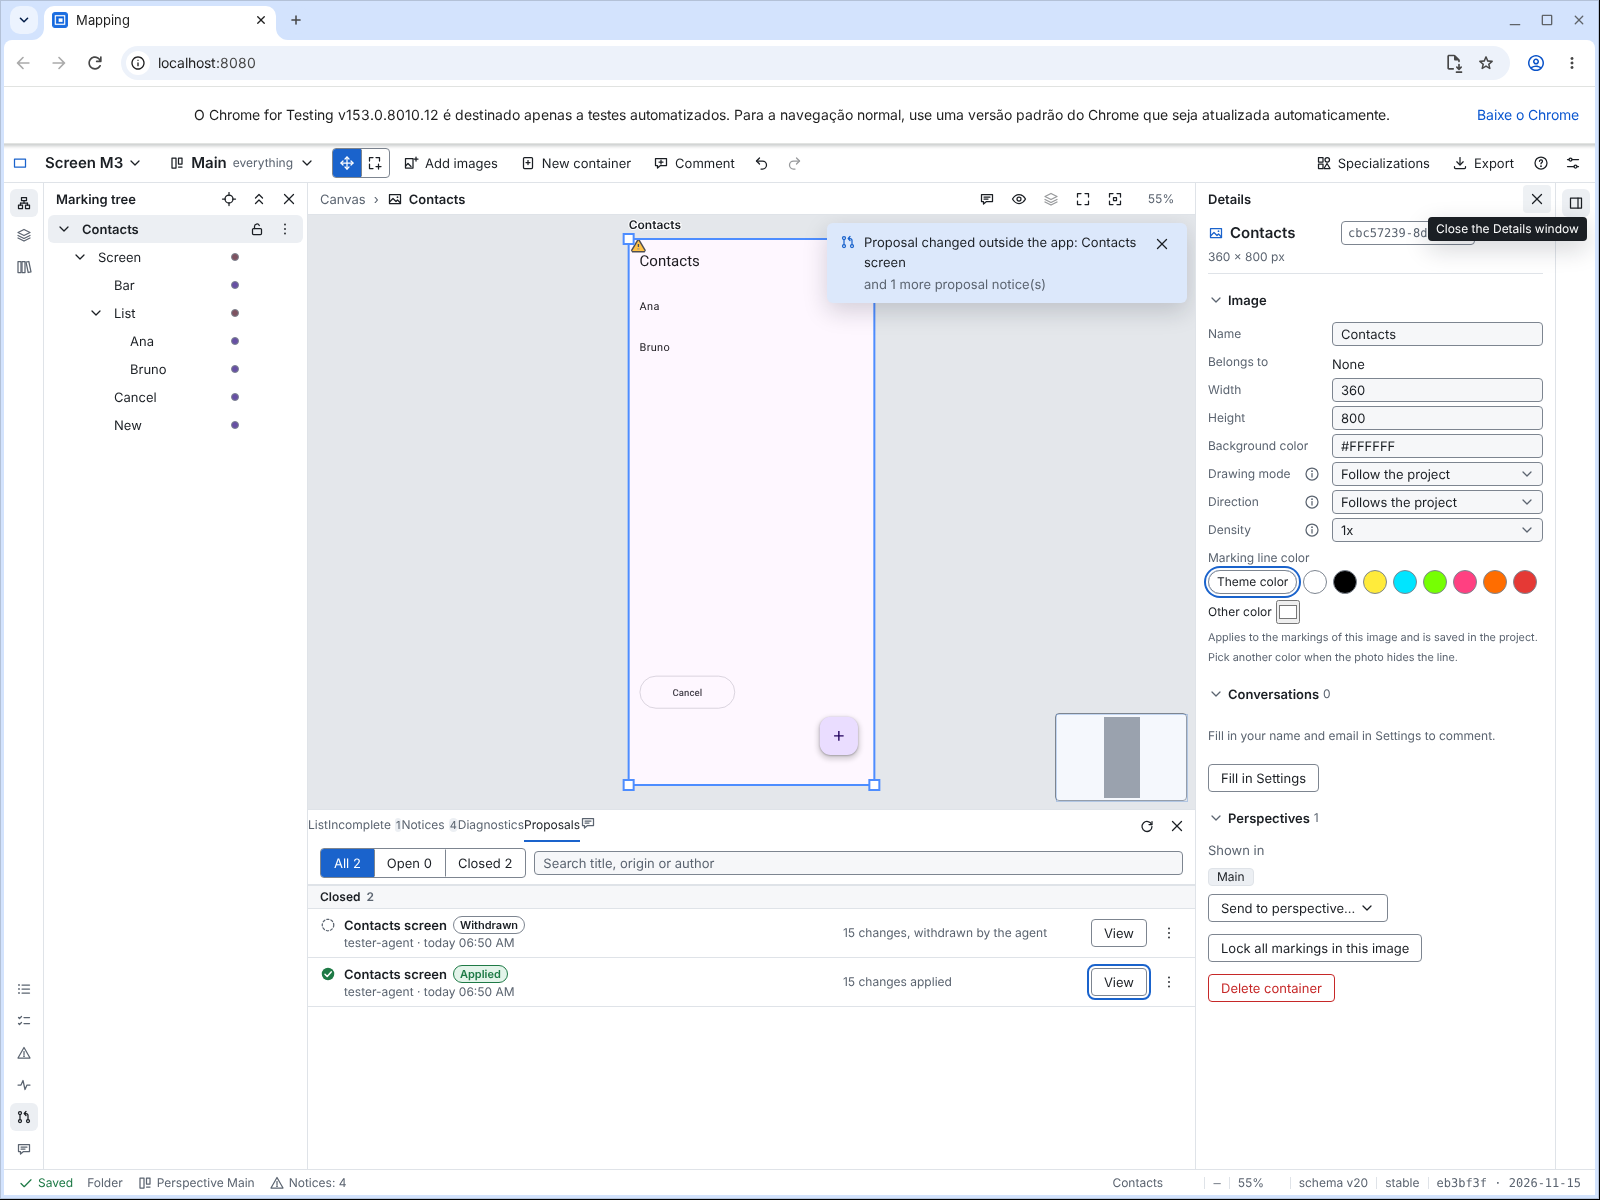 Mapping
localhost:8080
O Chrome for Testing v153.0.8010.12 é destinado apenas a testes automatizados. Para a navegação normal, use uma versão padrão do Chrome que seja atualizada automaticamente.
Baixe o Chrome
Screen M3
Main everything
Add images
New container
Comment
Specializations
Export
Marking tree
Contacts
Screen
Bar
List
Ana
Bruno
Cancel
New
Canvas › Contacts
55%
Contacts
Contacts
Ana
Bruno
Cancel
+
Proposal changed outside the app: Contacts
screen
and 1 more proposal notice(s)
Details
Close the Details window
Contacts
cbc57239-8d
360 × 800 px
Image
Name
Contacts
Belongs to
None
Width
360
Height
800
Background color
#FFFFFF
Drawing mode
Follow the project
Direction
Follows the project
Density
1x
Marking line color
Theme color
Other color
Applies to the markings of this image and is saved in the project.
Pick another color when the photo hides the line.
Conversations 0
Fill in your name and email in Settings to comment.
Fill in Settings
Perspectives 1
Shown in
Main
Send to perspective...
Lock all markings in this image
Delete container
List Incomplete 1 Notices 4 Diagnostics Proposals
All 2
Open 0
Closed 2
Search title, origin or author
Closed 2
Contacts screen Withdrawn
tester-agent · today 06:50 AM
15 changes, withdrawn by the agent
View
Contacts screen Applied
tester-agent · today 06:50 AM
15 changes applied
View
Saved
Folder
Perspective Main
Notices: 4
Contacts
—
55%
schema v20
stable
eb3bf3f · 2026-11-15